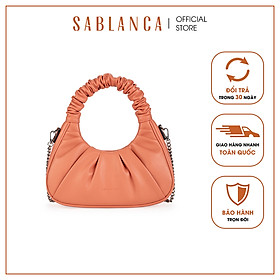 SABLANCA
OFFICIAL
STORE
ĐỔI TRẢ
TRONG 30 NGÀY
GIAO HÀNG NHANH
TOÀN QUỐC
BẢO HÀNH
TRỌN ĐỜI